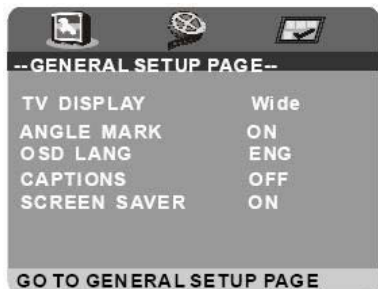 --GENERAL SETUP PAGE--
TV DISPLAY Wide
ANGLE MARK ON
OSD LANG ENG
CAPTIONS OFF
SCREEN SAVER ON
GO TO GENERAL SETUP PAGE